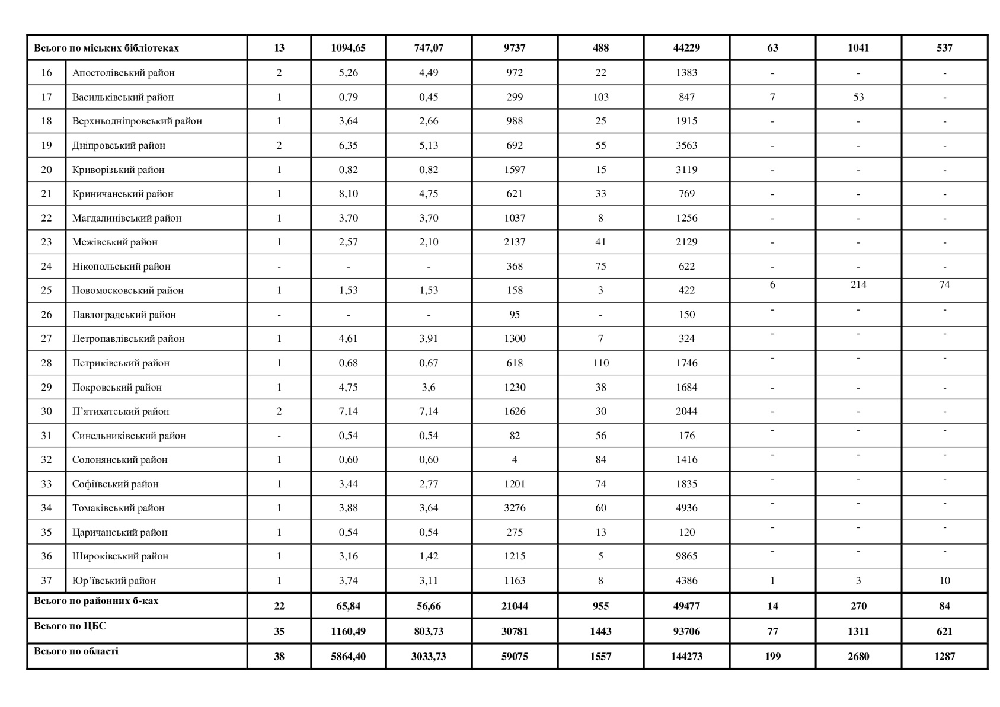 Всього по міських бібліотеках 13 1094,65 747,07 9737 488 44229 63 1041 537
16 Апостолівський район 2 5,26 4,49 972 22 1383 - - -
17 Васильківський район 1 0,79 0,45 299 103 847 7 53 -
18 Верхньодніпровський район 1 3,64 2,66 988 25 1915 - - -
19 Дніпровський район 2 6,35 5,13 692 55 3563 - - -
20 Криворізький район 1 0,82 0,82 1597 15 3119 - - -
21 Криничанський район 1 8,10 4,75 621 33 769 - - -
22 Магдалинівський район 1 3,70 3,70 1037 8 1256 - - -
23 Межівський район 1 2,57 2,10 2137 41 2129 - - -
24 Нікопольський район - - - 368 75 622 - - -
25 Новомосковський район 1 1,53 1,53 158 3 422 6 214 74
26 Павлоградський район - - - 95 - 150 - - -
27 Петропавлівський район 1 4,61 3,91 1300 7 324 - - -
28 Петриківський район 1 0,68 0,67 618 110 1746 - - -
29 Покровський район 1 4,75 3,6 1230 38 1684 - - -
30 П’ятихатський район 2 7,14 7,14 1626 30 2044 - - -
31 Синельниківський район - 0,54 0,54 82 56 176 - - -
32 Солонянський район 1 0,60 0,60 4 84 1416 - - -
33 Софіївський район 1 3,44 2,77 1201 74 1835 - - -
34 Томаківський район 1 3,88 3,64 3276 60 4936 - - -
35 Царичанський район 1 0,54 0,54 275 13 120 - - -
36 Широківський район 1 3,16 1,42 1215 5 9865 - - -
37 Юр’ївський район 1 3,74 3,11 1163 8 4386 1 3 10
Всього по районних б-ках 22 65,84 56,66 21044 955 49477 14 270 84
Всього по ЦБС 35 1160,49 803,73 30781 1443 93706 77 1311 621
Всього по області 38 5864,40 3033,73 59075 1557 144273 199 2680 1287